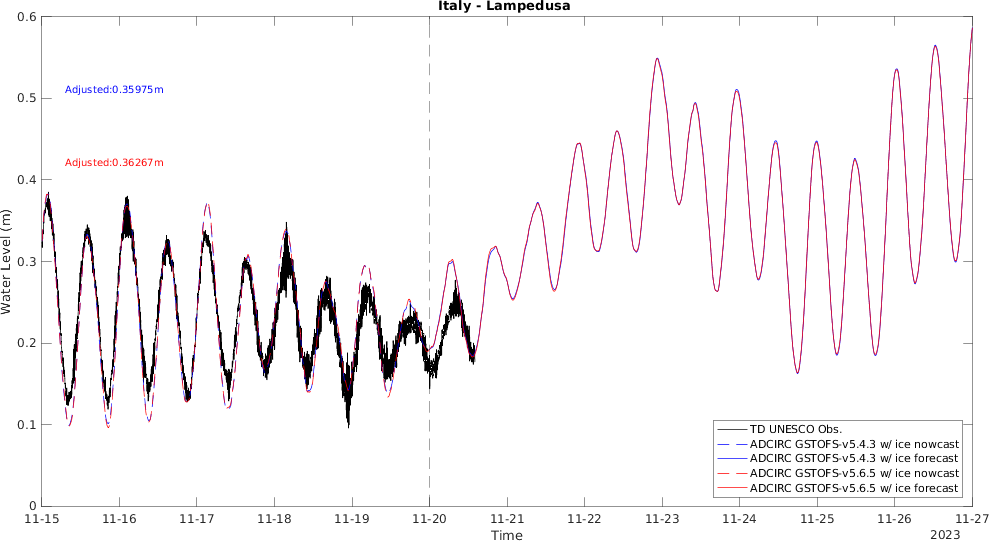 Italy - Lampedusa
0.6
0.5
0.4
0.3
0.2
0.1
0
Water Level (m)
Adjusted:0.35975m
Adjusted:0.36267m
TD UNESCO Obs.
ADCIRC GSTOFS-v5.4.3 w/ ice nowcast
ADCIRC GSTOFS-v5.4.3 w/ ice forecast
ADCIRC GSTOFS-v5.6.5 w/ ice nowcast
ADCIRC GSTOFS-v5.6.5 w/ ice forecast
11-15 11-16 11-17 11-18 11-19 11-20 11-21 11-22 11-23 11-24 11-25 11-26 11-27
Time
2023